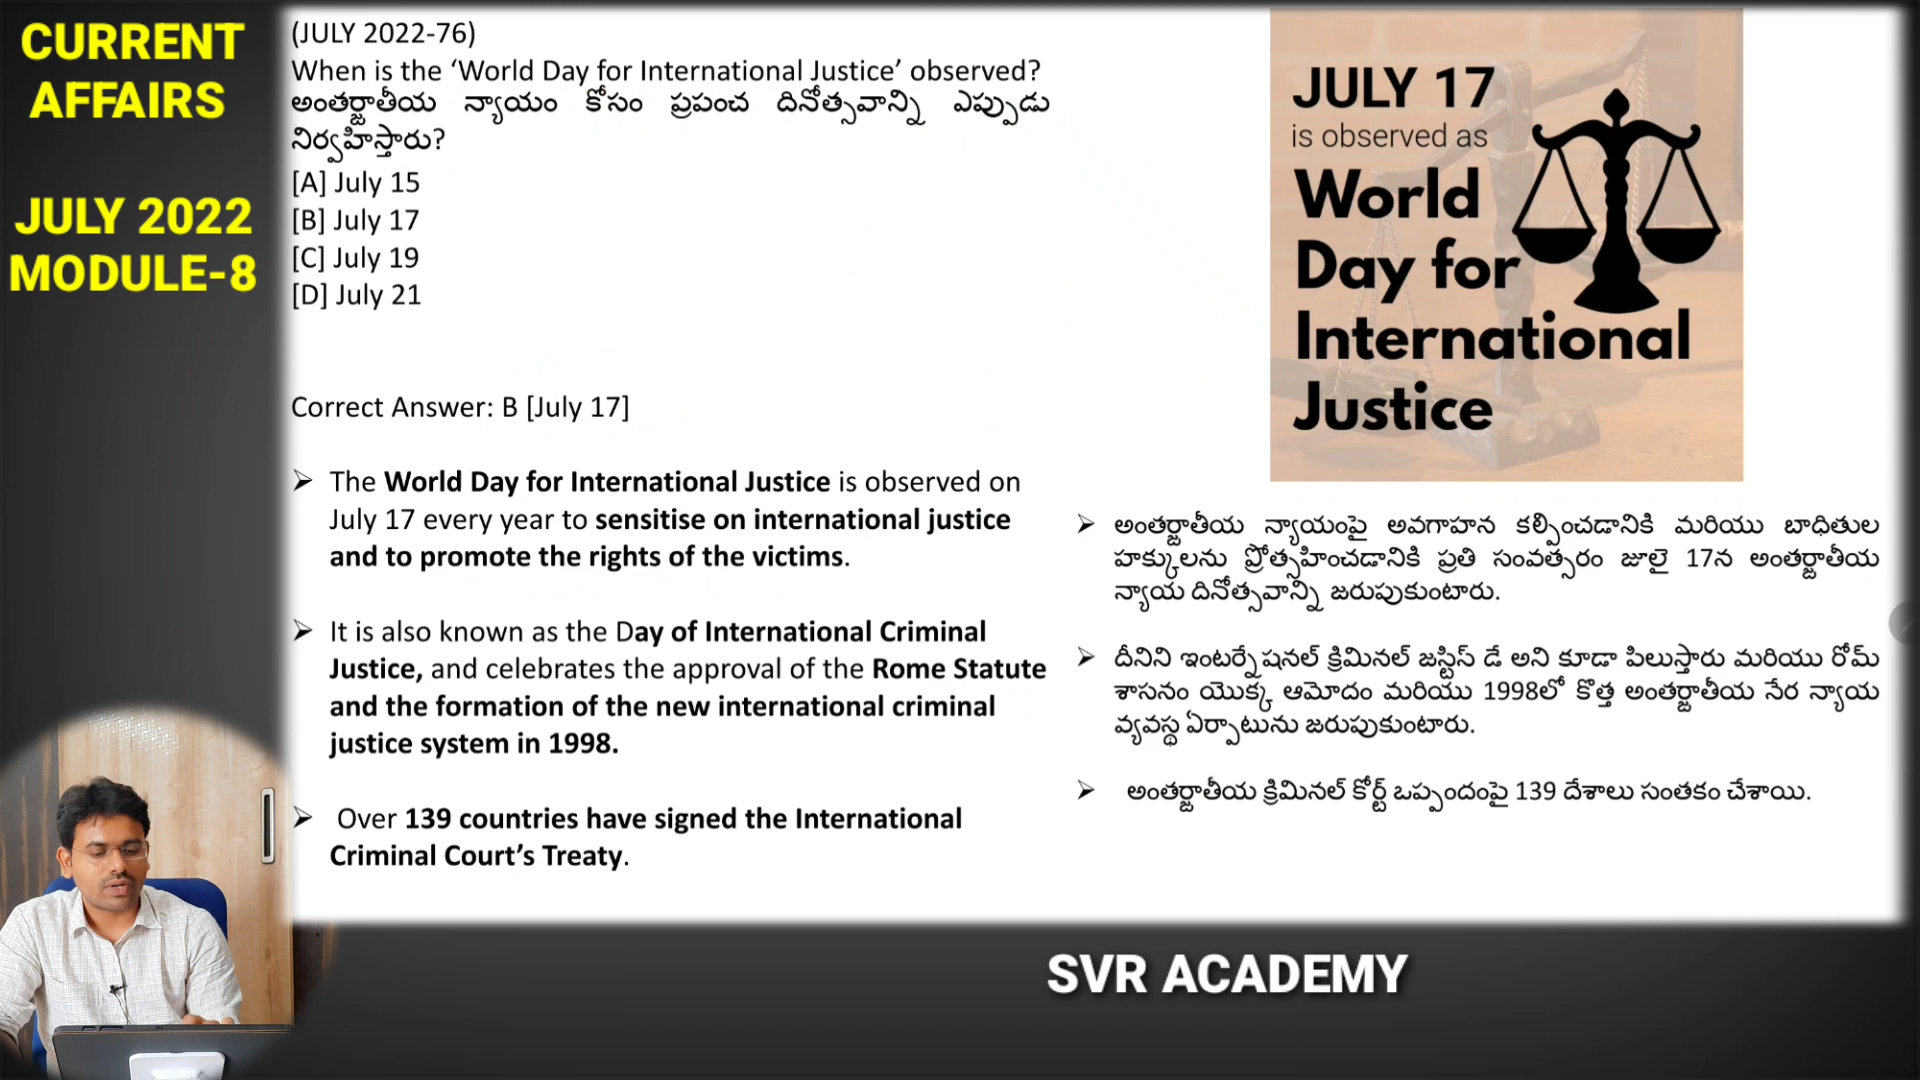 CURRENT
AFFAIRS
JULY 2022
MODULE-8
(JULY 2022-76)
When is the ‘World Day for International Justice’ observed?
అంతర్జాతీయ న్యాయం కోసం ప్రపంచ దినోత్సవాన్ని ఎప్పుడు
నిర్వహిస్తారు?
[A] July 15
[B] July 17
[C] July 19
[D] July 21
Correct Answer: B [July 17]
➢ The World Day for International Justice is observed on
July 17 every year to sensitise on international justice
and to promote the rights of the victims.
➢ It is also known as the Day of International Criminal
Justice, and celebrates the approval of the Rome Statute
and the formation of the new international criminal
justice system in 1998.
➢ Over 139 countries have signed the International
Criminal Court’s Treaty.
JULY 17
is observed as
World
Day for
International
Justice
➢ అంతర్జాతీయ న్యాయంపై అవగాహన కల్పించడానికి మరియు బాధితుల
హక్కులను ప్రోత్సహించడానికి ప్రతి సంవత్సరం జూలై 17న అంతర్జాతీయ
న్యాయ దినోత్సవాన్ని జరుపుకుంటారు.
➢ దీనిని ఇంటర్నేషనల్ క్రిమినల్ జస్టిస్ డే అని కూడా పిలుస్తారు మరియు రోమ్
శాసనం యొక్క ఆమోదం మరియు 1998లో కొత్త అంతర్జాతీయ నేర న్యాయ
వ్యవస్థ ఏర్పాటును జరుపుకుంటారు.
➢ అంతర్జాతీయ క్రిమినల్ కోర్ట్ ఒప్పందంపై 139 దేశాలు సంతకం చేశాయి.
SVR ACADEMY